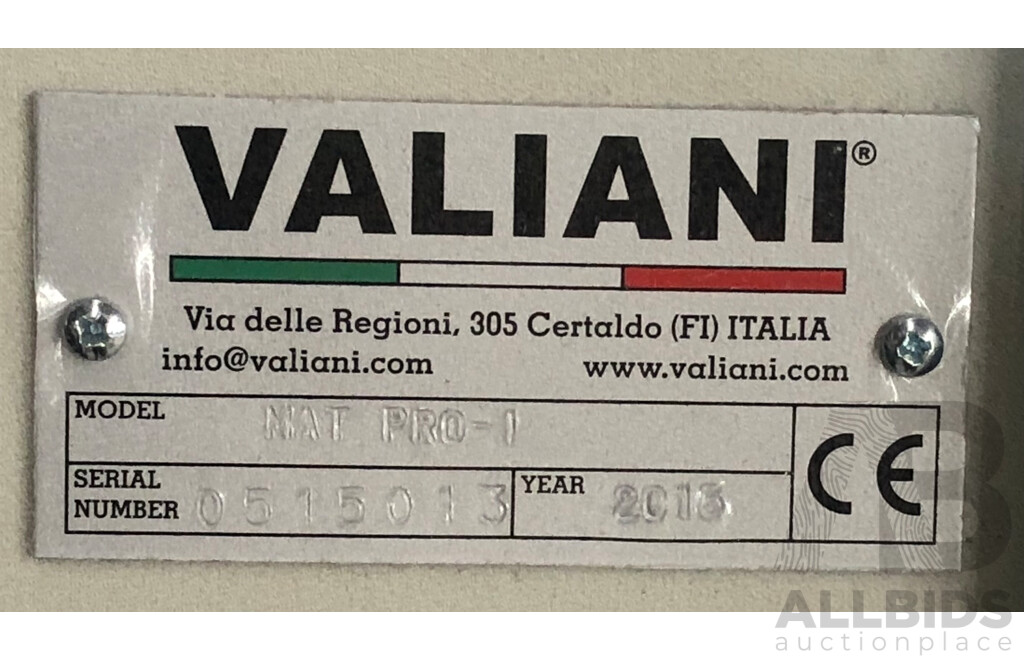 VALIANI®
Via delle Regioni, 305 Certaldo (FI) ITALIA
info@valiani.com www.valiani.com
MODEL MAT PRO-1
CE
SERIAL NUMBER 0515013
YEAR
ALLBIDS
auctionplace